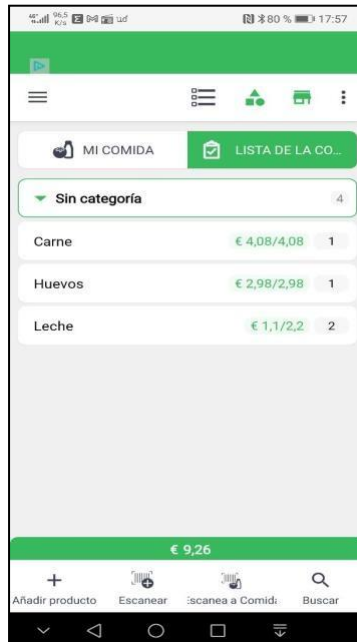 96,5 K/s 80 % 17:57
MI COMIDA LISTA DE LA CO...
Sin categoría 4
Carne € 4,08/4,08 1
Huevos € 2,98/2,98 1
Leche € 1,1/2,2 2
€ 9,26
Añadir producto Escanear Escanea a Comida Buscar